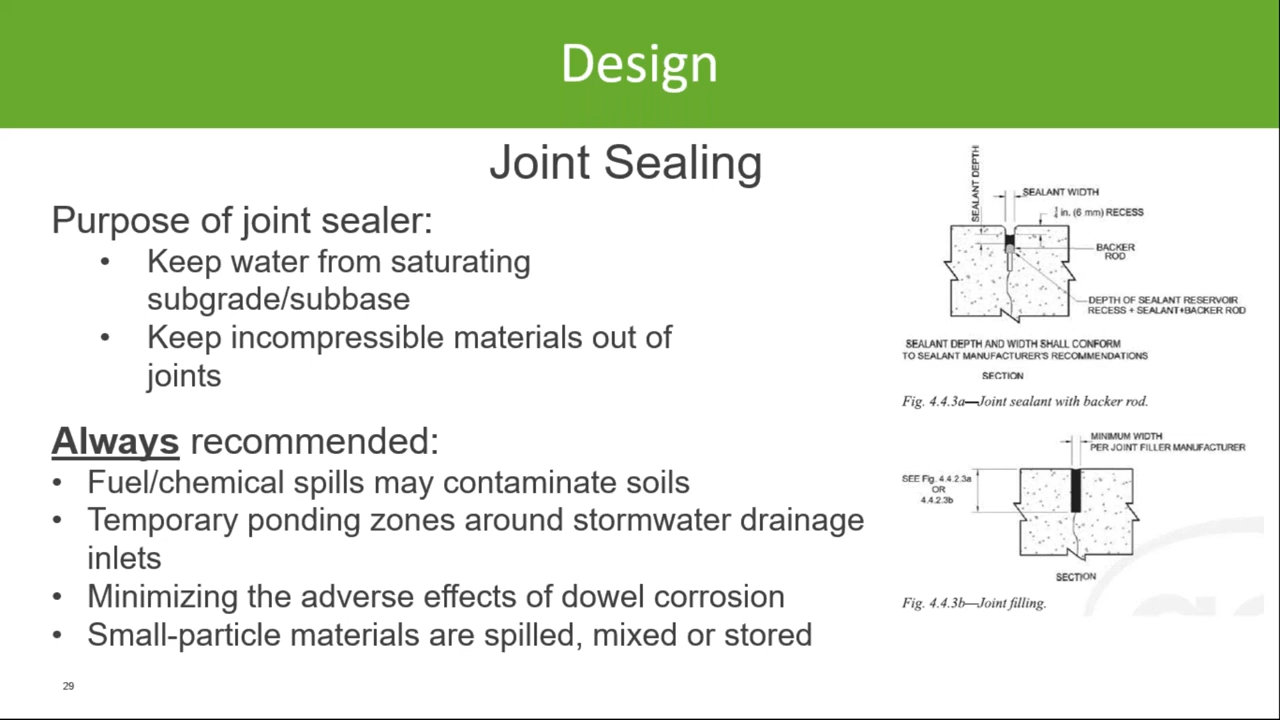 Design
Joint Sealing
Purpose of joint sealer:
• Keep water from saturating
subgrade/subbase
• Keep incompressible materials out of
joints
Always recommended:
• Fuel/chemical spills may contaminate soils
• Temporary ponding zones around stormwater drainage
inlets
• Minimizing the adverse effects of dowel corrosion
• Small-particle materials are spilled, mixed or stored
29
SEALANT DEPTH
SEALANT WIDTH
in. (6 mm) RECESS
BACKER
ROD
DEPTH OF SEALANT RESERVOIR
RECESS + SEALANT+BACKER ROD
SEALANT DEPTH AND WIDTH SHALL CONFORM
TO SEALANT MANUFACTURER'S RECOMMENDATIONS
SECTION
Fig. 4.4.3a—Joint sealant with backer rod.
MINIMUM WIDTH
PER JOINT FILLER MANUFACTURER
SEE Fig. 4.4.2.3a
OR
4.4.2.3b
SECTION
Fig. 4.4.3b—Joint filling.